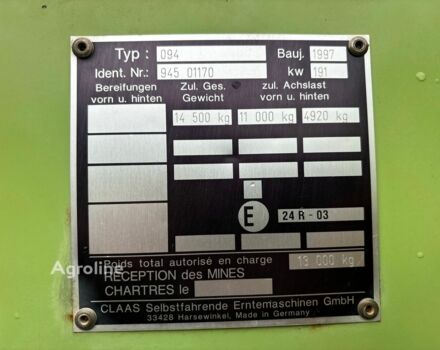 Typ : 094 Bauj. 1997
Ident. Nr.: 945 01170 kw 191
Bereifungen vorn u. hinten
Zul. Ges. Gewicht
zul. Achslast vorn u. hinten
14 500 kg 11 000 kg 4920 kg
E 24 R - 03
Poids total autorisé en charge 13 000 kg
RECEPTION DES MINES
CHARTRES le
CLAAS Selbstfahrende Erntemaschinen GmbH
33428 Harsewinkel, Made in Germany
Agroline